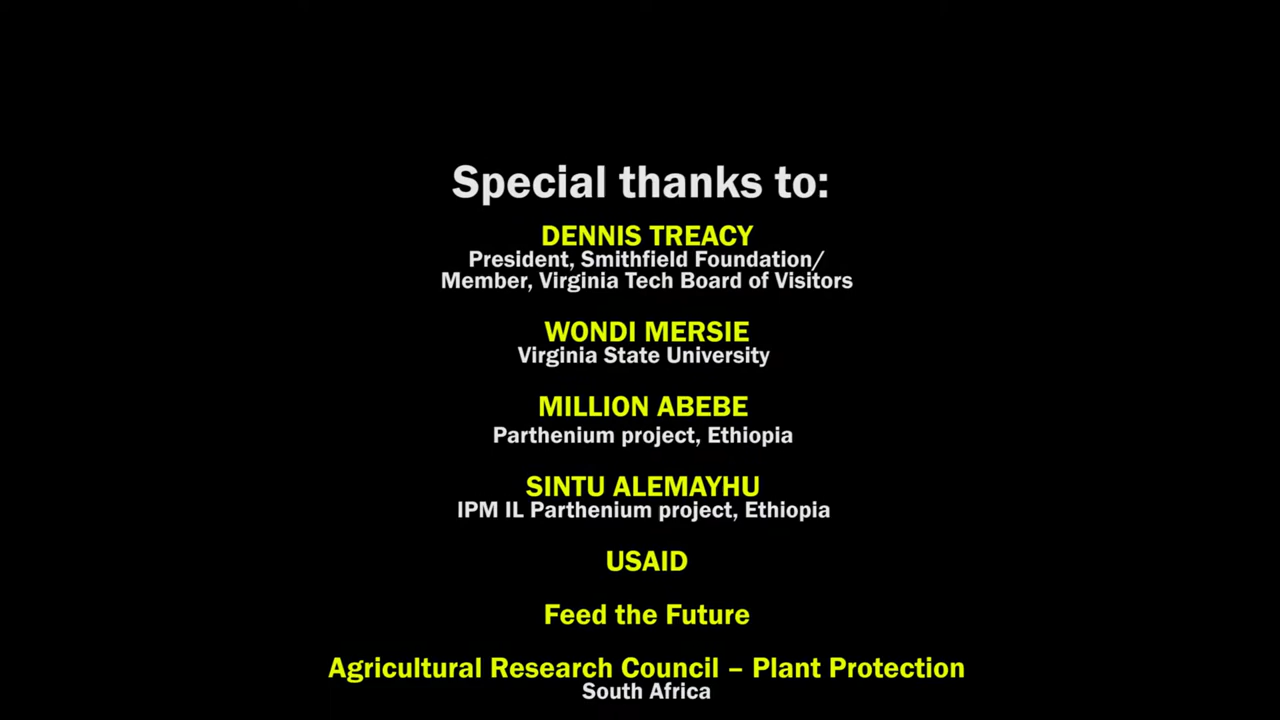 Special thanks to:
DENNIS TREACY
President, Smithfield Foundation/
Member, Virginia Tech Board of Visitors
WONDI MERSIE
Virginia State University
MILLION ABEBE
Parthenium project, Ethiopia
SINTU ALEMAYHU
IPM IL Parthenium project, Ethiopia
USAID
Feed the Future
Agricultural Research Council – Plant Protection
South Africa